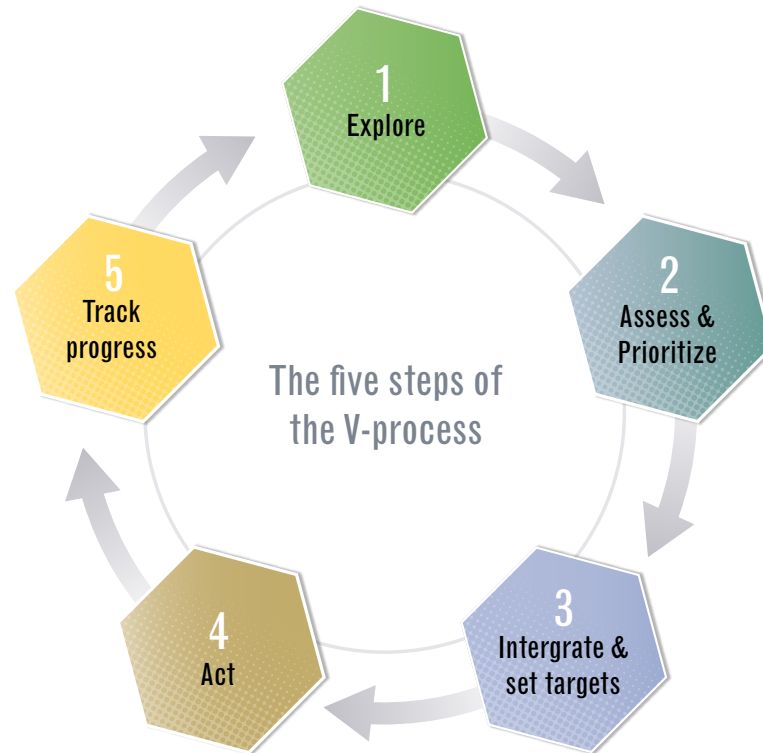 1
Explore
2
Assess &
Prioritize
3
Intergrate &
set targets
4
Act
5
Track
progress
The five steps of
the V-process